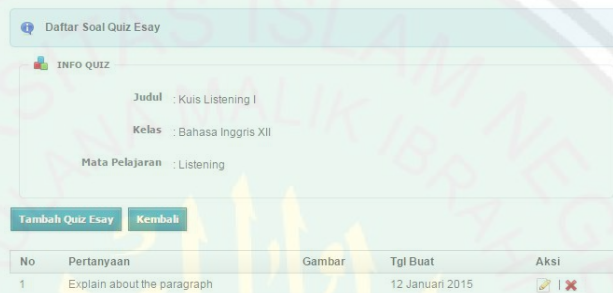 Daftar Soal Quiz Esay
INFO QUIZ
Judul : Kuis Listening I
Kelas : Bahasa Inggris XII
Mata Pelajaran : Listening
Tambah Quiz Esay Kembali
No Pertanyaan Gambar Tgl Buat Aksi
1 Explain about the paragraph 12 Januari 2015 |